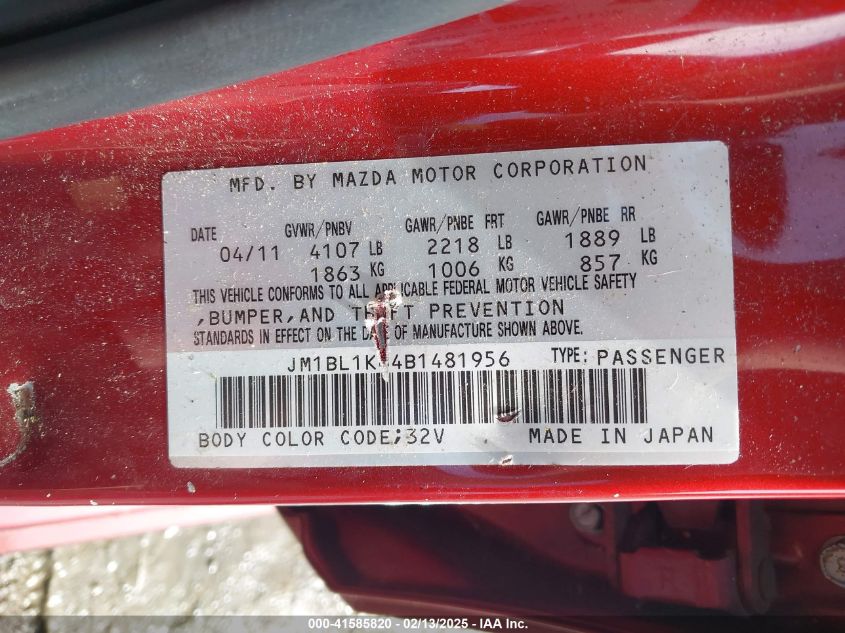 MFD. BY MAZDA MOTOR CORPORATION
DATE GVWR/PNBV GAWR/PNBE FRT GAWR/PNBE RR
04/11 4107 LB 2218 LB 1889 LB
1863 KG 1006 KG 857 KG
THIS VEHICLE CONFORMS TO ALL APPLICABLE FEDERAL MOTOR VEHICLE SAFETY
,BUMPER,AND THEFT PREVENTION
STANDARDS IN EFFECT ON THE DATE OF MANUFACTURE SHOWN ABOVE.
TYPE: PASSENGER
BODY COLOR CODE;32V MADE IN JAPAN
000-41585820 - 02/13/2025 - IAA Inc.